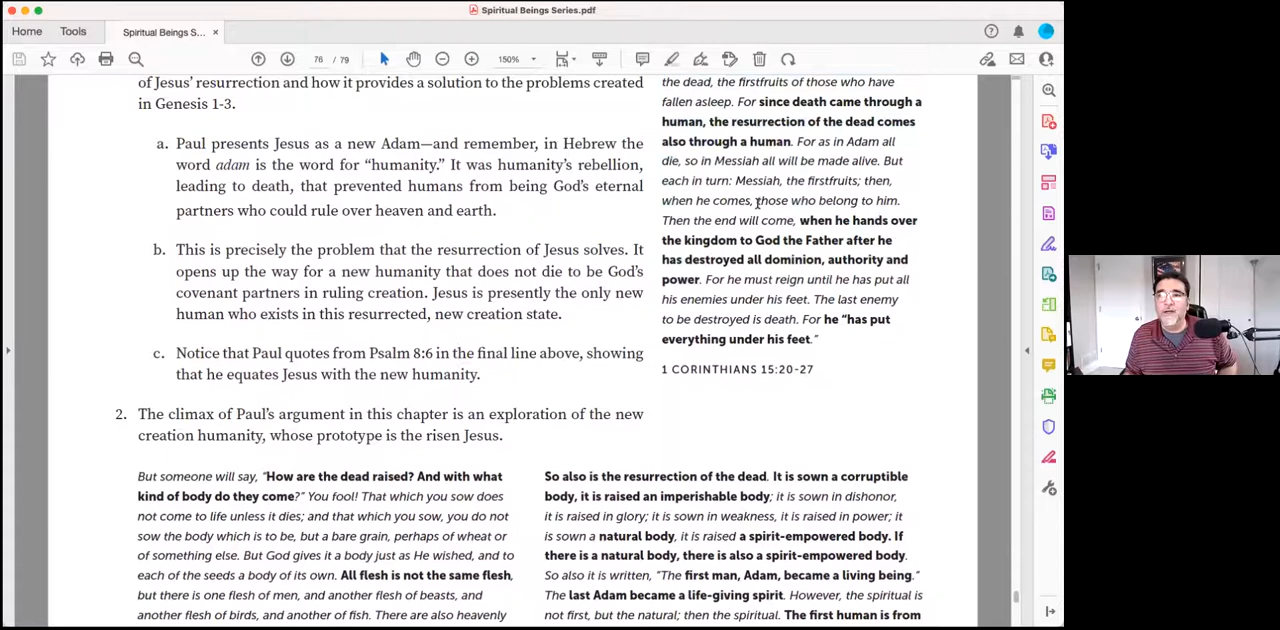 Spiritual Beings Series.pdf
Home
Tools
Spiritual Beings S...
×
76 / 79
150%
of Jesus' resurrection and how it provides a solution to the problems created
in Genesis 1-3.
a. Paul presents Jesus as a new Adam—and remember, in Hebrew the
word adam is the word for “humanity.” It was humanity's rebellion,
leading to death, that prevented humans from being God's eternal
partners who could rule over heaven and earth.
b. This is precisely the problem that the resurrection of Jesus solves. It
opens up the way for a new humanity that does not die to be God's
covenant partners in ruling creation. Jesus is presently the only new
human who exists in this resurrected, new creation state.
c. Notice that Paul quotes from Psalm 8:6 in the final line above, showing
that he equates Jesus with the new humanity.
the dead, the firstfruits of those who have
fallen asleep. For since death came through a
human, the resurrection of the dead comes
also through a human. For as in Adam all
die, so in Messiah all will be made alive. But
each in turn: Messiah, the firstfruits; then,
when he comes, those who belong to him.
Then the end will come, when he hands over
the kingdom to God the Father after he
has destroyed all dominion, authority and
power. For he must reign until he has put all
his enemies under his feet. The last enemy
to be destroyed is death. For he “has put
everything under his feet.”
1 CORINTHIANS 15:20-27
2. The climax of Paul's argument in this chapter is an exploration of the new
creation humanity, whose prototype is the risen Jesus.
But someone will say, “How are the dead raised? And with what
kind of body do they come?” You fool! That which you sow does
not come to life unless it dies; and that which you sow, you do not
sow the body which is to be, but a bare grain, perhaps of wheat or
of something else. But God gives it a body just as He wished, and to
each of the seeds a body of its own. All flesh is not the same flesh,
but there is one flesh of men, and another flesh of beasts, and
another flesh of birds, and another of fish. There are also heavenly
So also is the resurrection of the dead. It is sown a corruptible
body, it is raised an imperishable body; it is sown in dishonor,
it is raised in glory; it is sown in weakness, it is raised in power; it
is sown a natural body, it is raised a spirit-empowered body. If
there is a natural body, there is also a spirit-empowered body.
So also it is written, “The first man, Adam, became a living being.”
The last Adam became a life-giving spirit. However, the spiritual is
not first, but the natural; then the spiritual. The first human is from